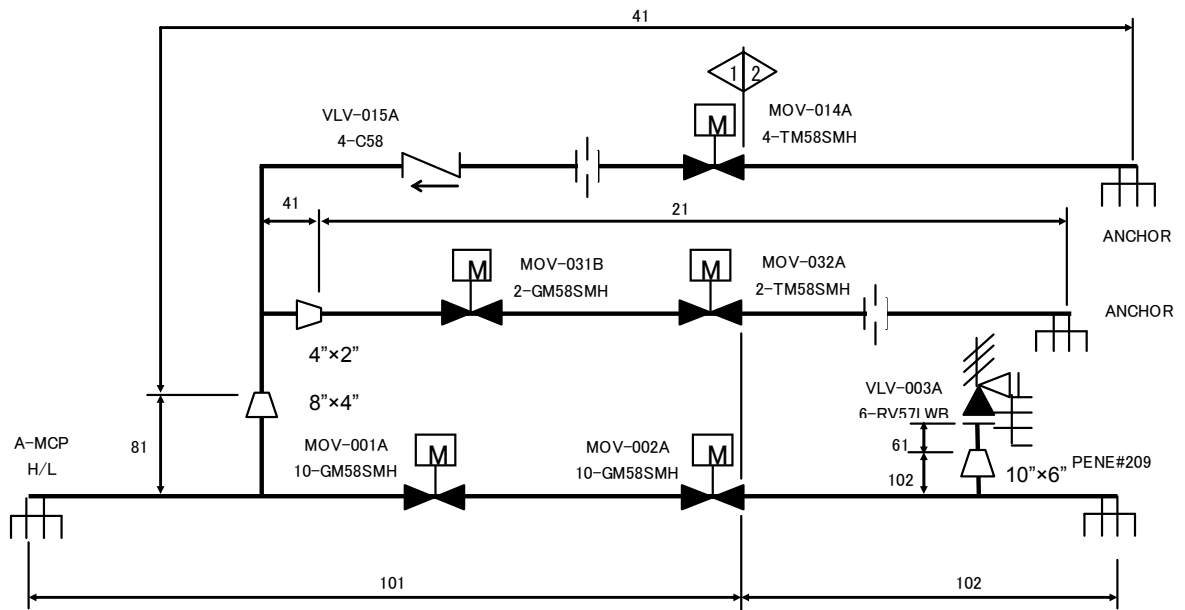 41
1 2
VLV-015A
4-C58
M
MOV-014A
4-TM58SMH
41
21
ANCHOR
M
MOV-031B
2-GM58SMH
M
MOV-032A
2-TM58SMH
ANCHOR
4”×2”
8”×4”
VLV-003A
6-RV57LWB
A-MCP
H/L
81
MOV-001A
10-GM58SMH
M
MOV-002A
10-GM58SMH
M
61
102
10”×6”
PENE#209
101
102